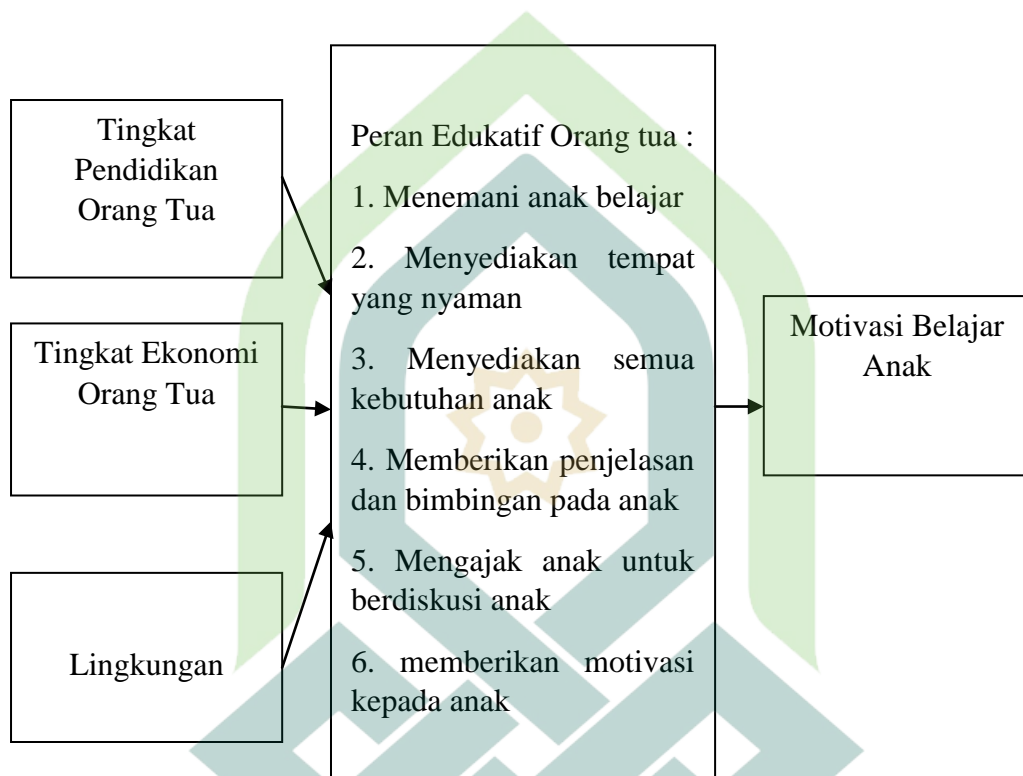 Tingkat
Pendidikan
Orang Tua
Tingkat Ekonomi
Orang Tua
Lingkungan
Peran Edukatif Orang tua :
1. Menemani anak belajar
2. Menyediakan tempat
yang nyaman
3. Menyediakan semua
kebutuhan anak
4. Memberikan penjelasan
dan bimbingan pada anak
5. Mengajak anak untuk
berdiskusi anak
6. memberikan motivasi
kepada anak
Motivasi Belajar
Anak